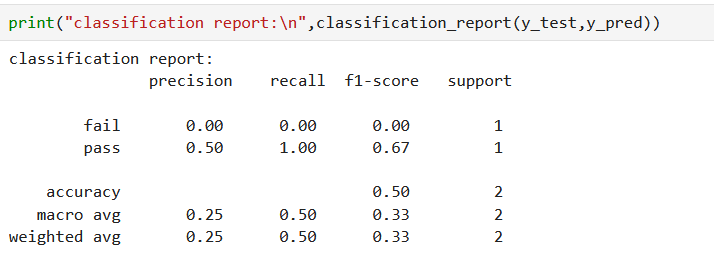 print("classification report:\n",classification_report(y_test,y_pred))
classification report:
               precision    recall  f1-score   support

        fail       0.00      0.00      0.00         1
        pass       0.50      1.00      0.67         1

    accuracy                           0.50         2
   macro avg       0.25      0.50      0.33         2
weighted avg       0.25      0.50      0.33         2